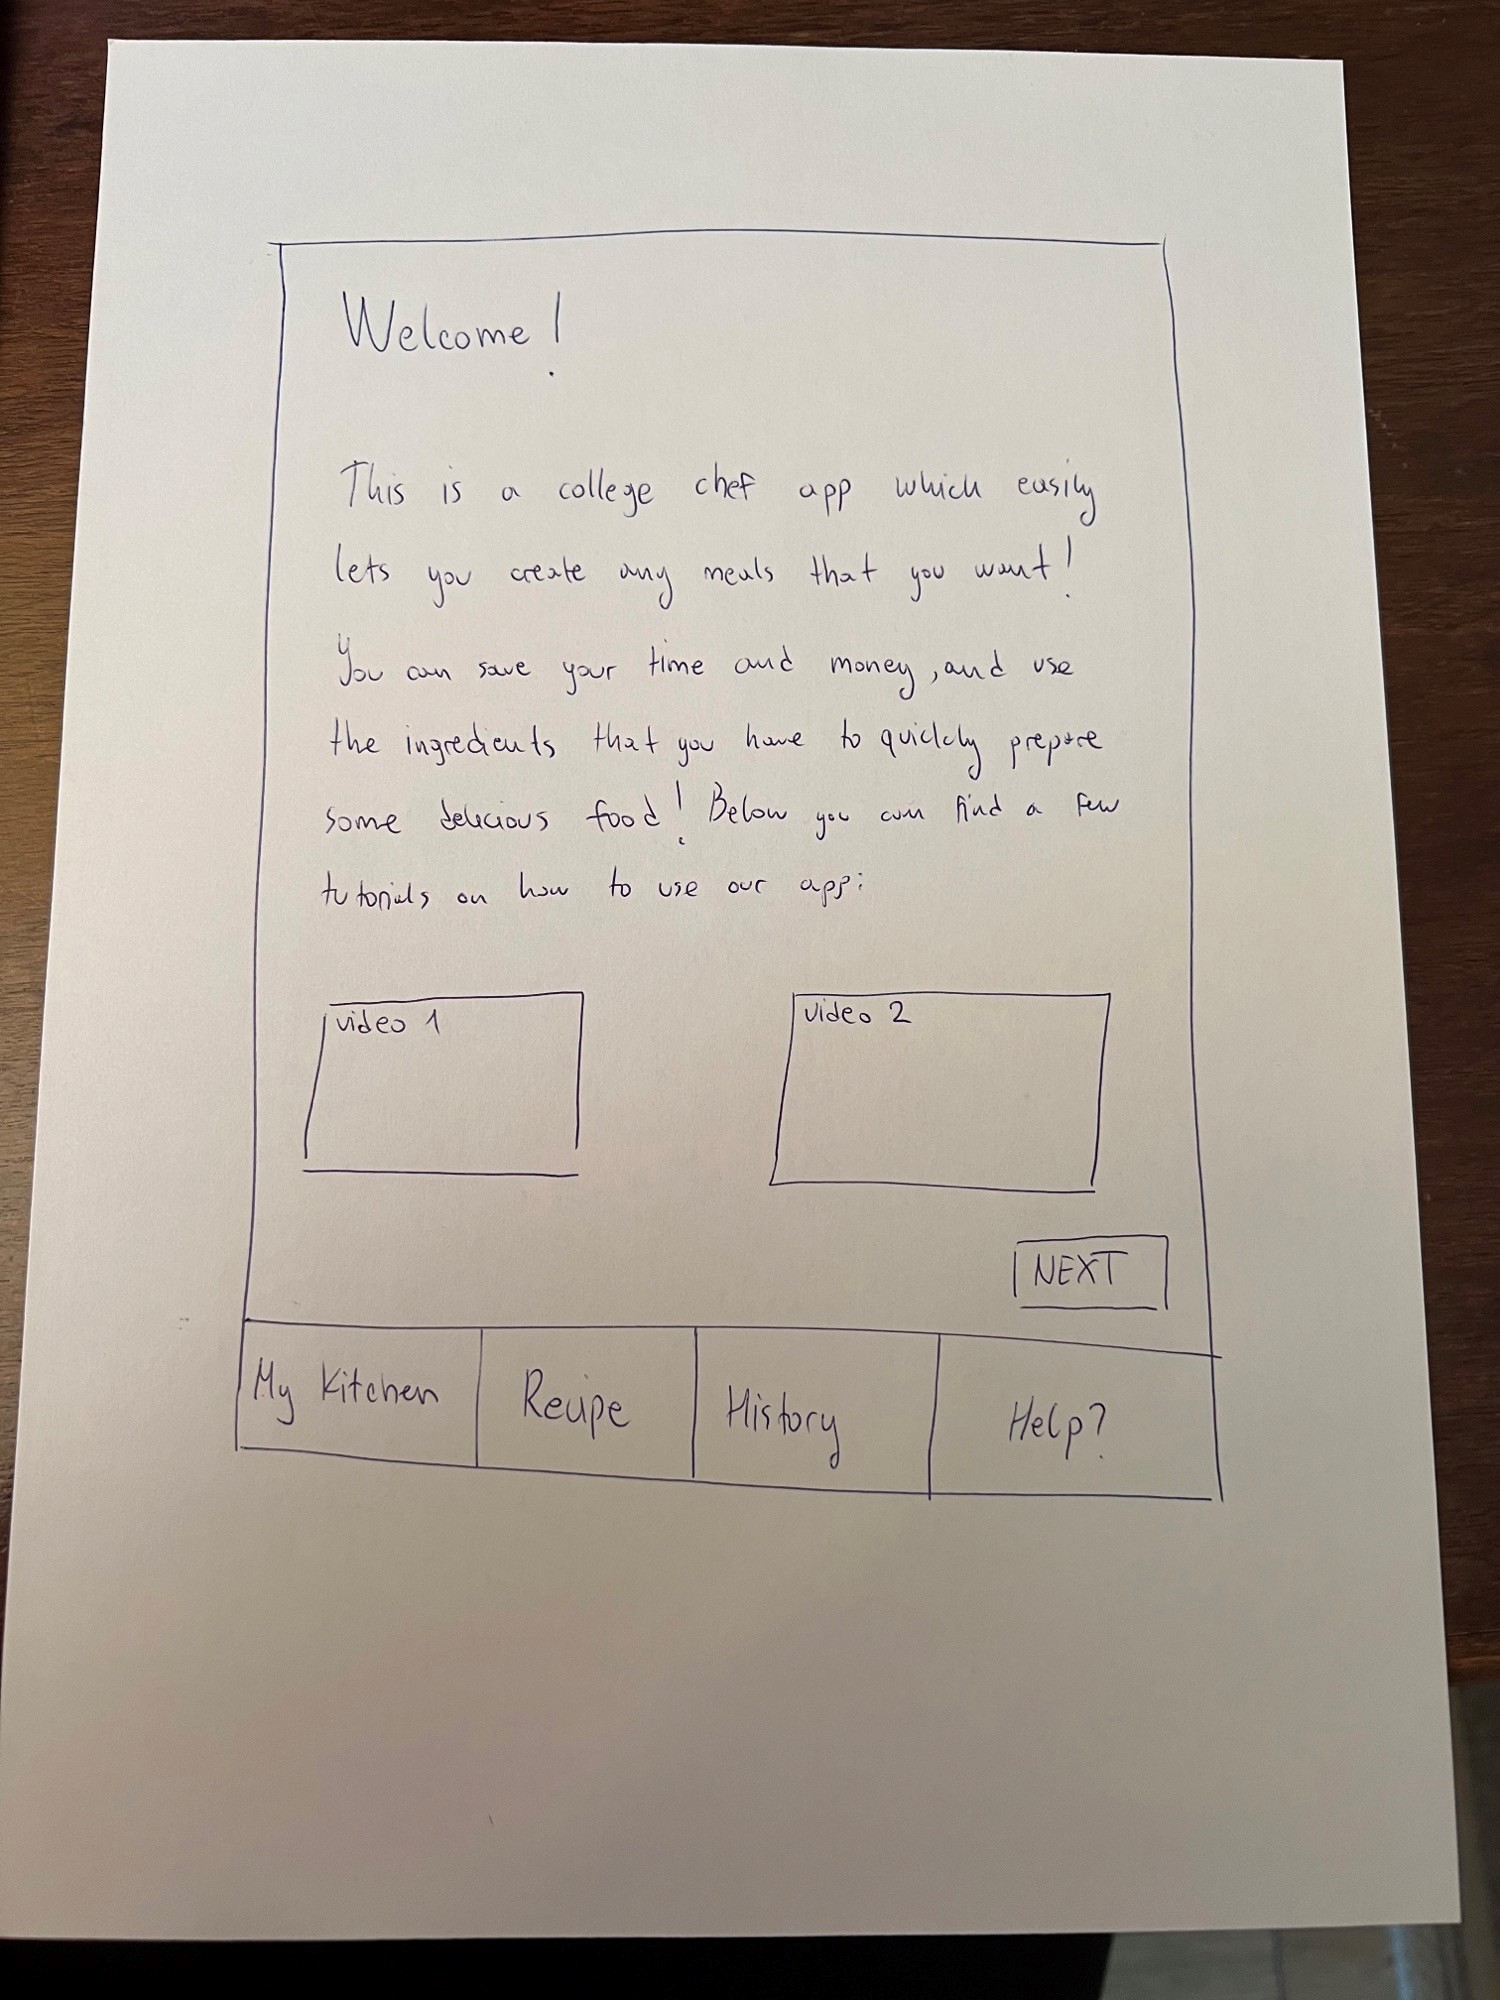 Welcome!
This is a college chef app which easily
lets you create any meals that you want!
You can save your time and money, and use
the ingredients that you have to quickly prepare
some delicious food! Below you can find a few
tutorials on how to use our app:
video 1 video 2
NEXT
My Kitchen Recipe History Help?